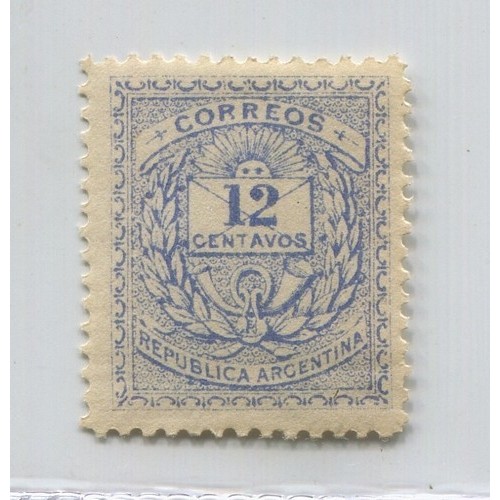 CORREOS
12
CENTAVOS
REPUBLICA ARGENTINA